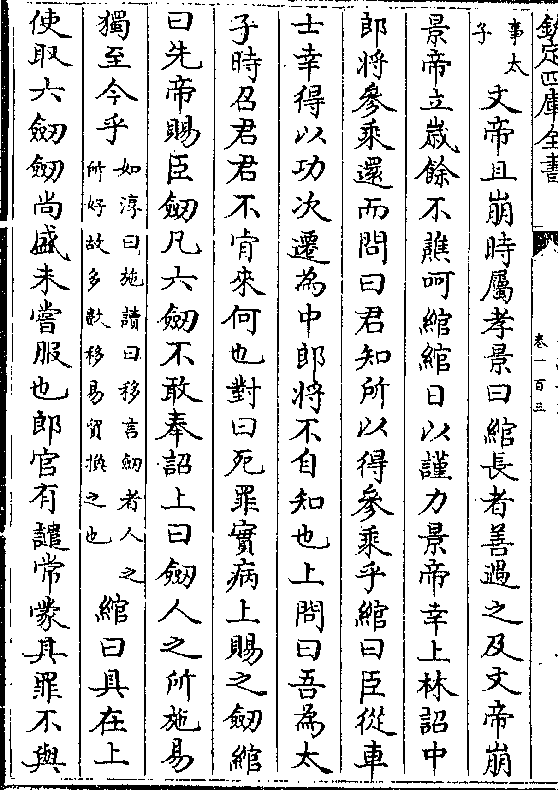 欽定四庫全書
卷一百三
事太
子
文帝且崩時屬孝景曰綰長者善遇之及文帝崩
景帝立歲餘不譙呵綰綰日以謹力景帝幸上林詔中
郎將參乘還而問曰君知所以得參乘乎綰曰臣從車
士幸得以功次遷為中郎將不自知也上問曰吾為太
子時召君君不肯來何也對曰死罪實病上賜之劒綰
曰先帝賜臣劒凡六劒不敢奉詔上曰劒人之所施易
獨至今乎
如淳曰施讀曰移言劒者人之
所好故多數移易貿換之也
綰曰具在上
使取六劒劒尚盛未嘗服也郎官有譴常蒙其罪不與